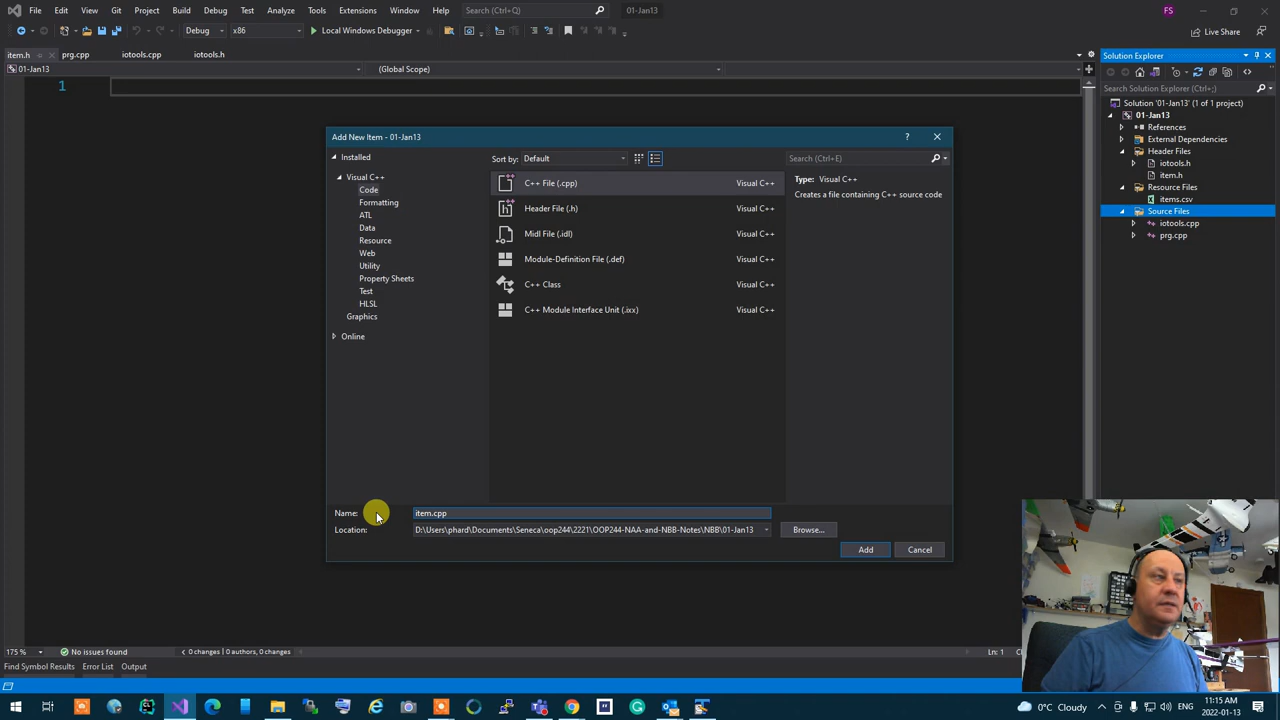 File Edit View Git Project Build Debug Test Analyze Tools Extensions Window Help Search (Ctrl+Q) 01-Jan13 FS
Debug x86 Local Windows Debugger Live Share
item.h prg.cpp iotools.cpp iotools.h
01-Jan13 (Global Scope)
1
Solution Explorer
Search Solution Explorer (Ctrl+;)
Solution '01-Jan13' (1 of 1 project)
01-Jan13
References
External Dependencies
Header Files
iotools.h
item.h
Resource Files
items.csv
Source Files
iotools.cpp
prg.cpp
Add New Item - 01-Jan13 ?
Installed
Visual C++
Code
Formatting
ATL
Data
Resource
Web
Utility
Property Sheets
Test
HLSL
Graphics
Online
Sort by: Default
C++ File (.cpp) Visual C++
Header File (.h) Visual C++
Midl File (.idl) Visual C++
Module-Definition File (.def) Visual C++
C++ Class Visual C++
C++ Module Interface Unit (.ixx) Visual C++
Search (Ctrl+E)
Type: Visual C++
Creates a file containing C++ source code
Name: item.cpp
Location: D:\Users\phard\Documents\Seneca\oop244\2221\OOP244-NAA-and-NBB-Notes\NBB\01-Jan13 Browse...
Add Cancel
175 % No issues found 0 changes | 0 authors, 0 changes Ln: 1
Find Symbol Results Error List Output
0°C Cloudy 11:15 AM
2022-01-13